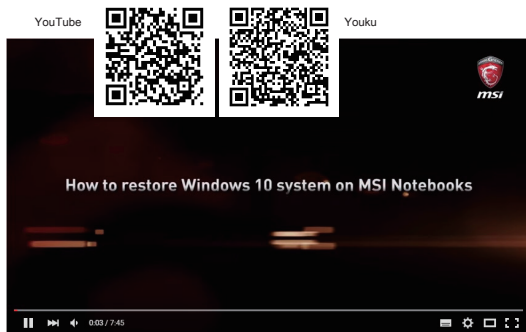 YouTube
Youku
msi
How to restore Windows 10 system on MSI Notebooks
0:03 / 7:45